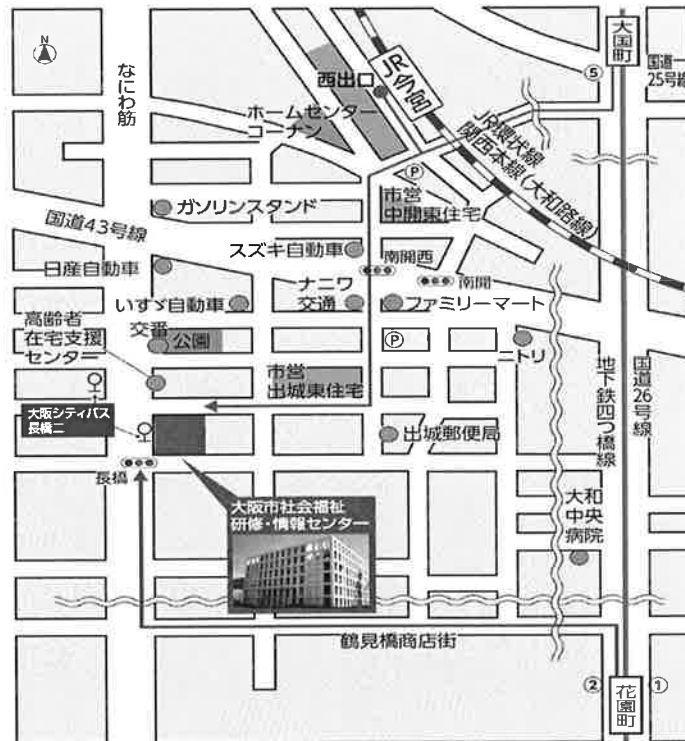 N
なにわ筋
西出口
JR今宮
大国町
⑤
国道
25号線
ホームセンター
コーナン
JR環状線
関西本線(大和路線)
P
市営
中開東住宅
ガソリンスタンド
国道43号線
スズキ自動車
南開西
南開
日産自動車
いすゞ自動車
ナニワ
交通
ファミリーマート
高齢者
在宅支援
センター
交番
公園
P
ニトリ
市営
出城東住宅
地下鉄四つ橋線
国道26号線
大阪シティバス
長橋二
出城郵便局
長橋
大阪市社会福祉
研修・情報センター
大和
中央
病院
鶴見橋商店街
②
花園町
①